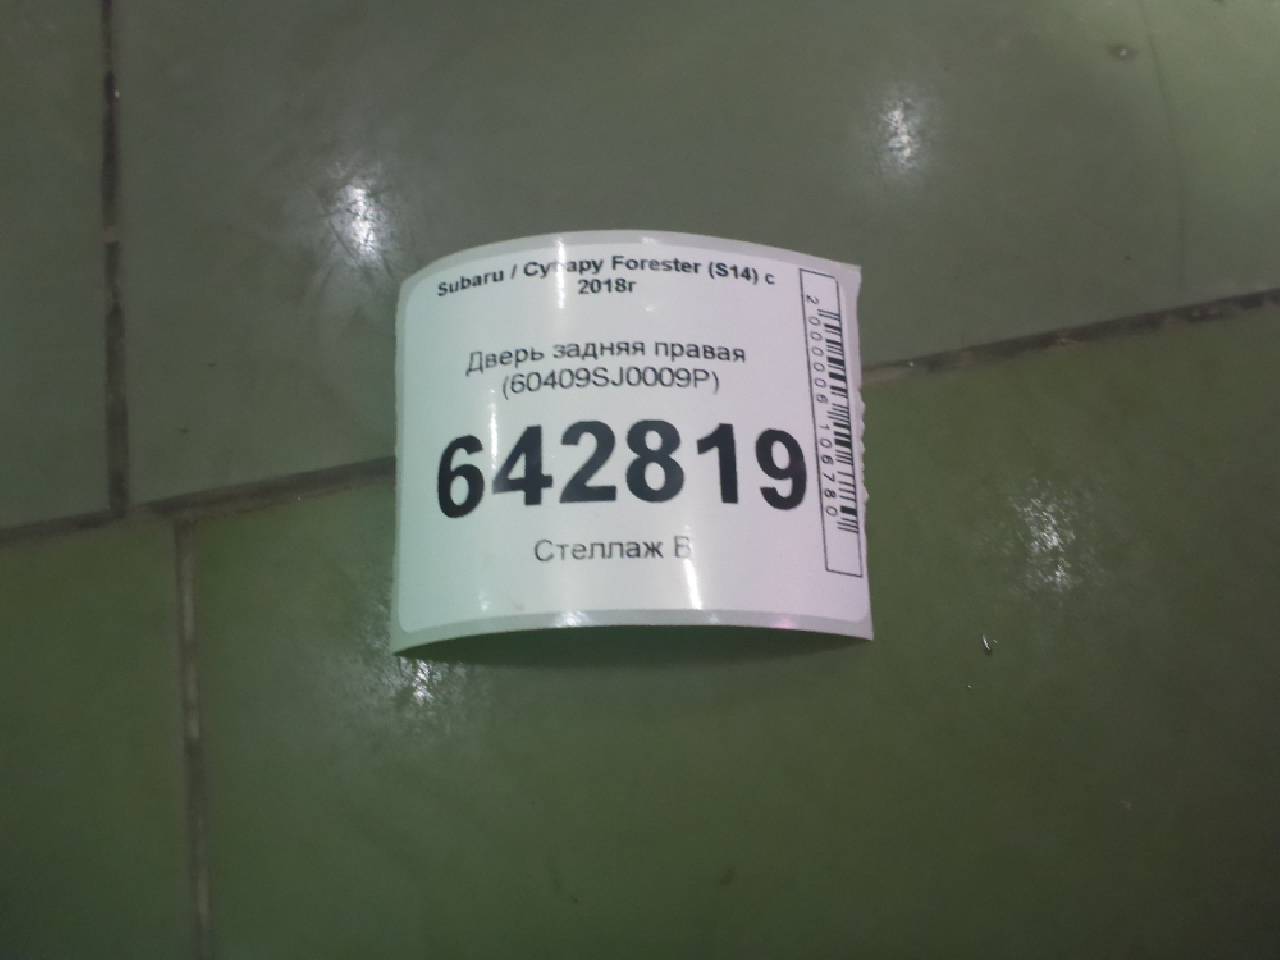 Subaru / Субару Forester (S14) с
2018г
Дверь задняя правая
(60409SJ0009P)
642819
Стеллаж В
2000006106780